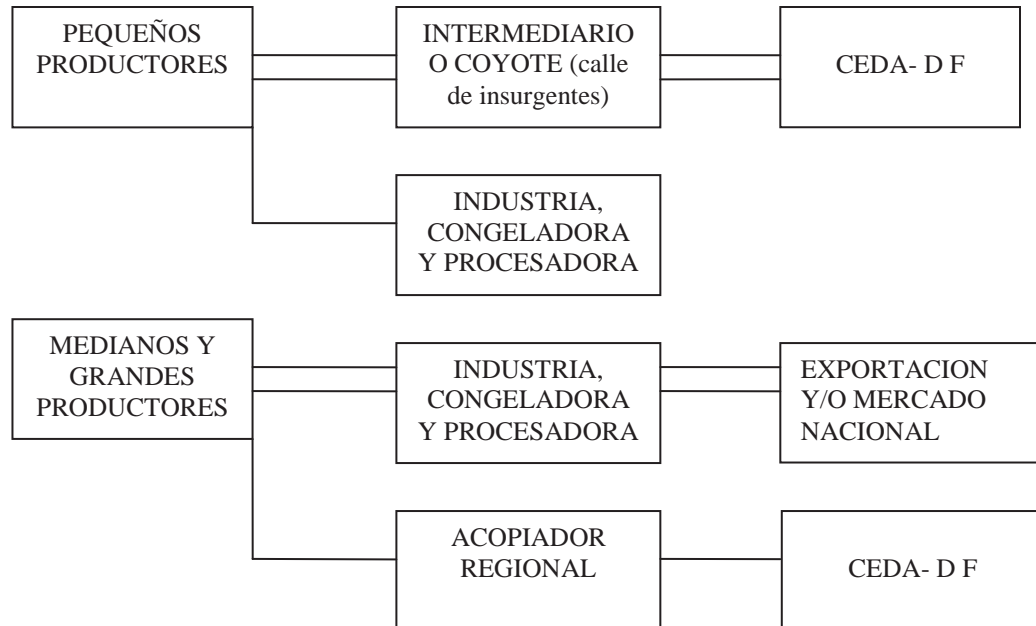 PEQUEÑOS
PRODUCTORES
INTERMEDIARIO
O COYOTE (calle
de insurgentes)
CEDA- D F
INDUSTRIA,
CONGELADORA
Y PROCESADORA
MEDIANOS Y
GRANDES
PRODUCTORES
INDUSTRIA,
CONGELADORA
Y PROCESADORA
EXPORTACION
Y/O MERCADO
NACIONAL
ACOPIADOR
REGIONAL
CEDA- D F